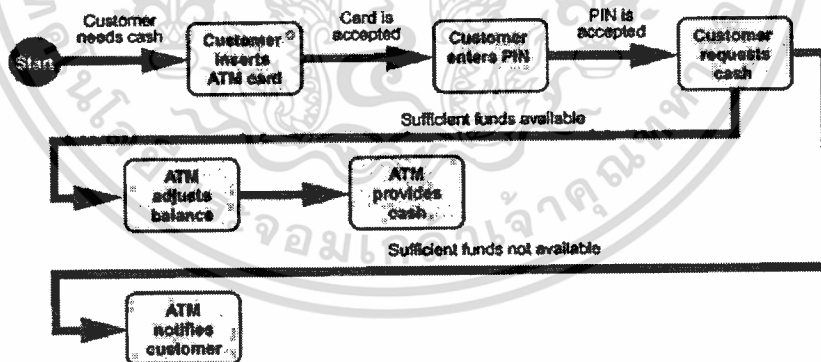 Customer
needs cash
Card is
accepted
PIN is
accepted
Start
Customer
inserts
ATM card
Customer
enters PIN
Customer
requests
cash
Sufficient funds available
ATM
adjusts
balance
ATM
provides
cash
Sufficient funds not available
ATM
notifies
customer